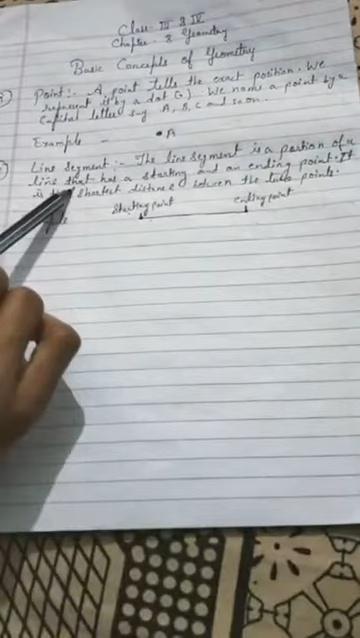 Class III & IV
Chapter - 8 Geometry
Basic Concepts of Geometry
Point :- A point tells the exact position. We
represent it by a dot (•). We name a point by a
Capital letter say A, B, C and so on.
Example - •A
Line Segment :- The line segment is a portion of a
line that has a starting and an ending point. It
is the shortest distance between the two points.
Starting point Ending point